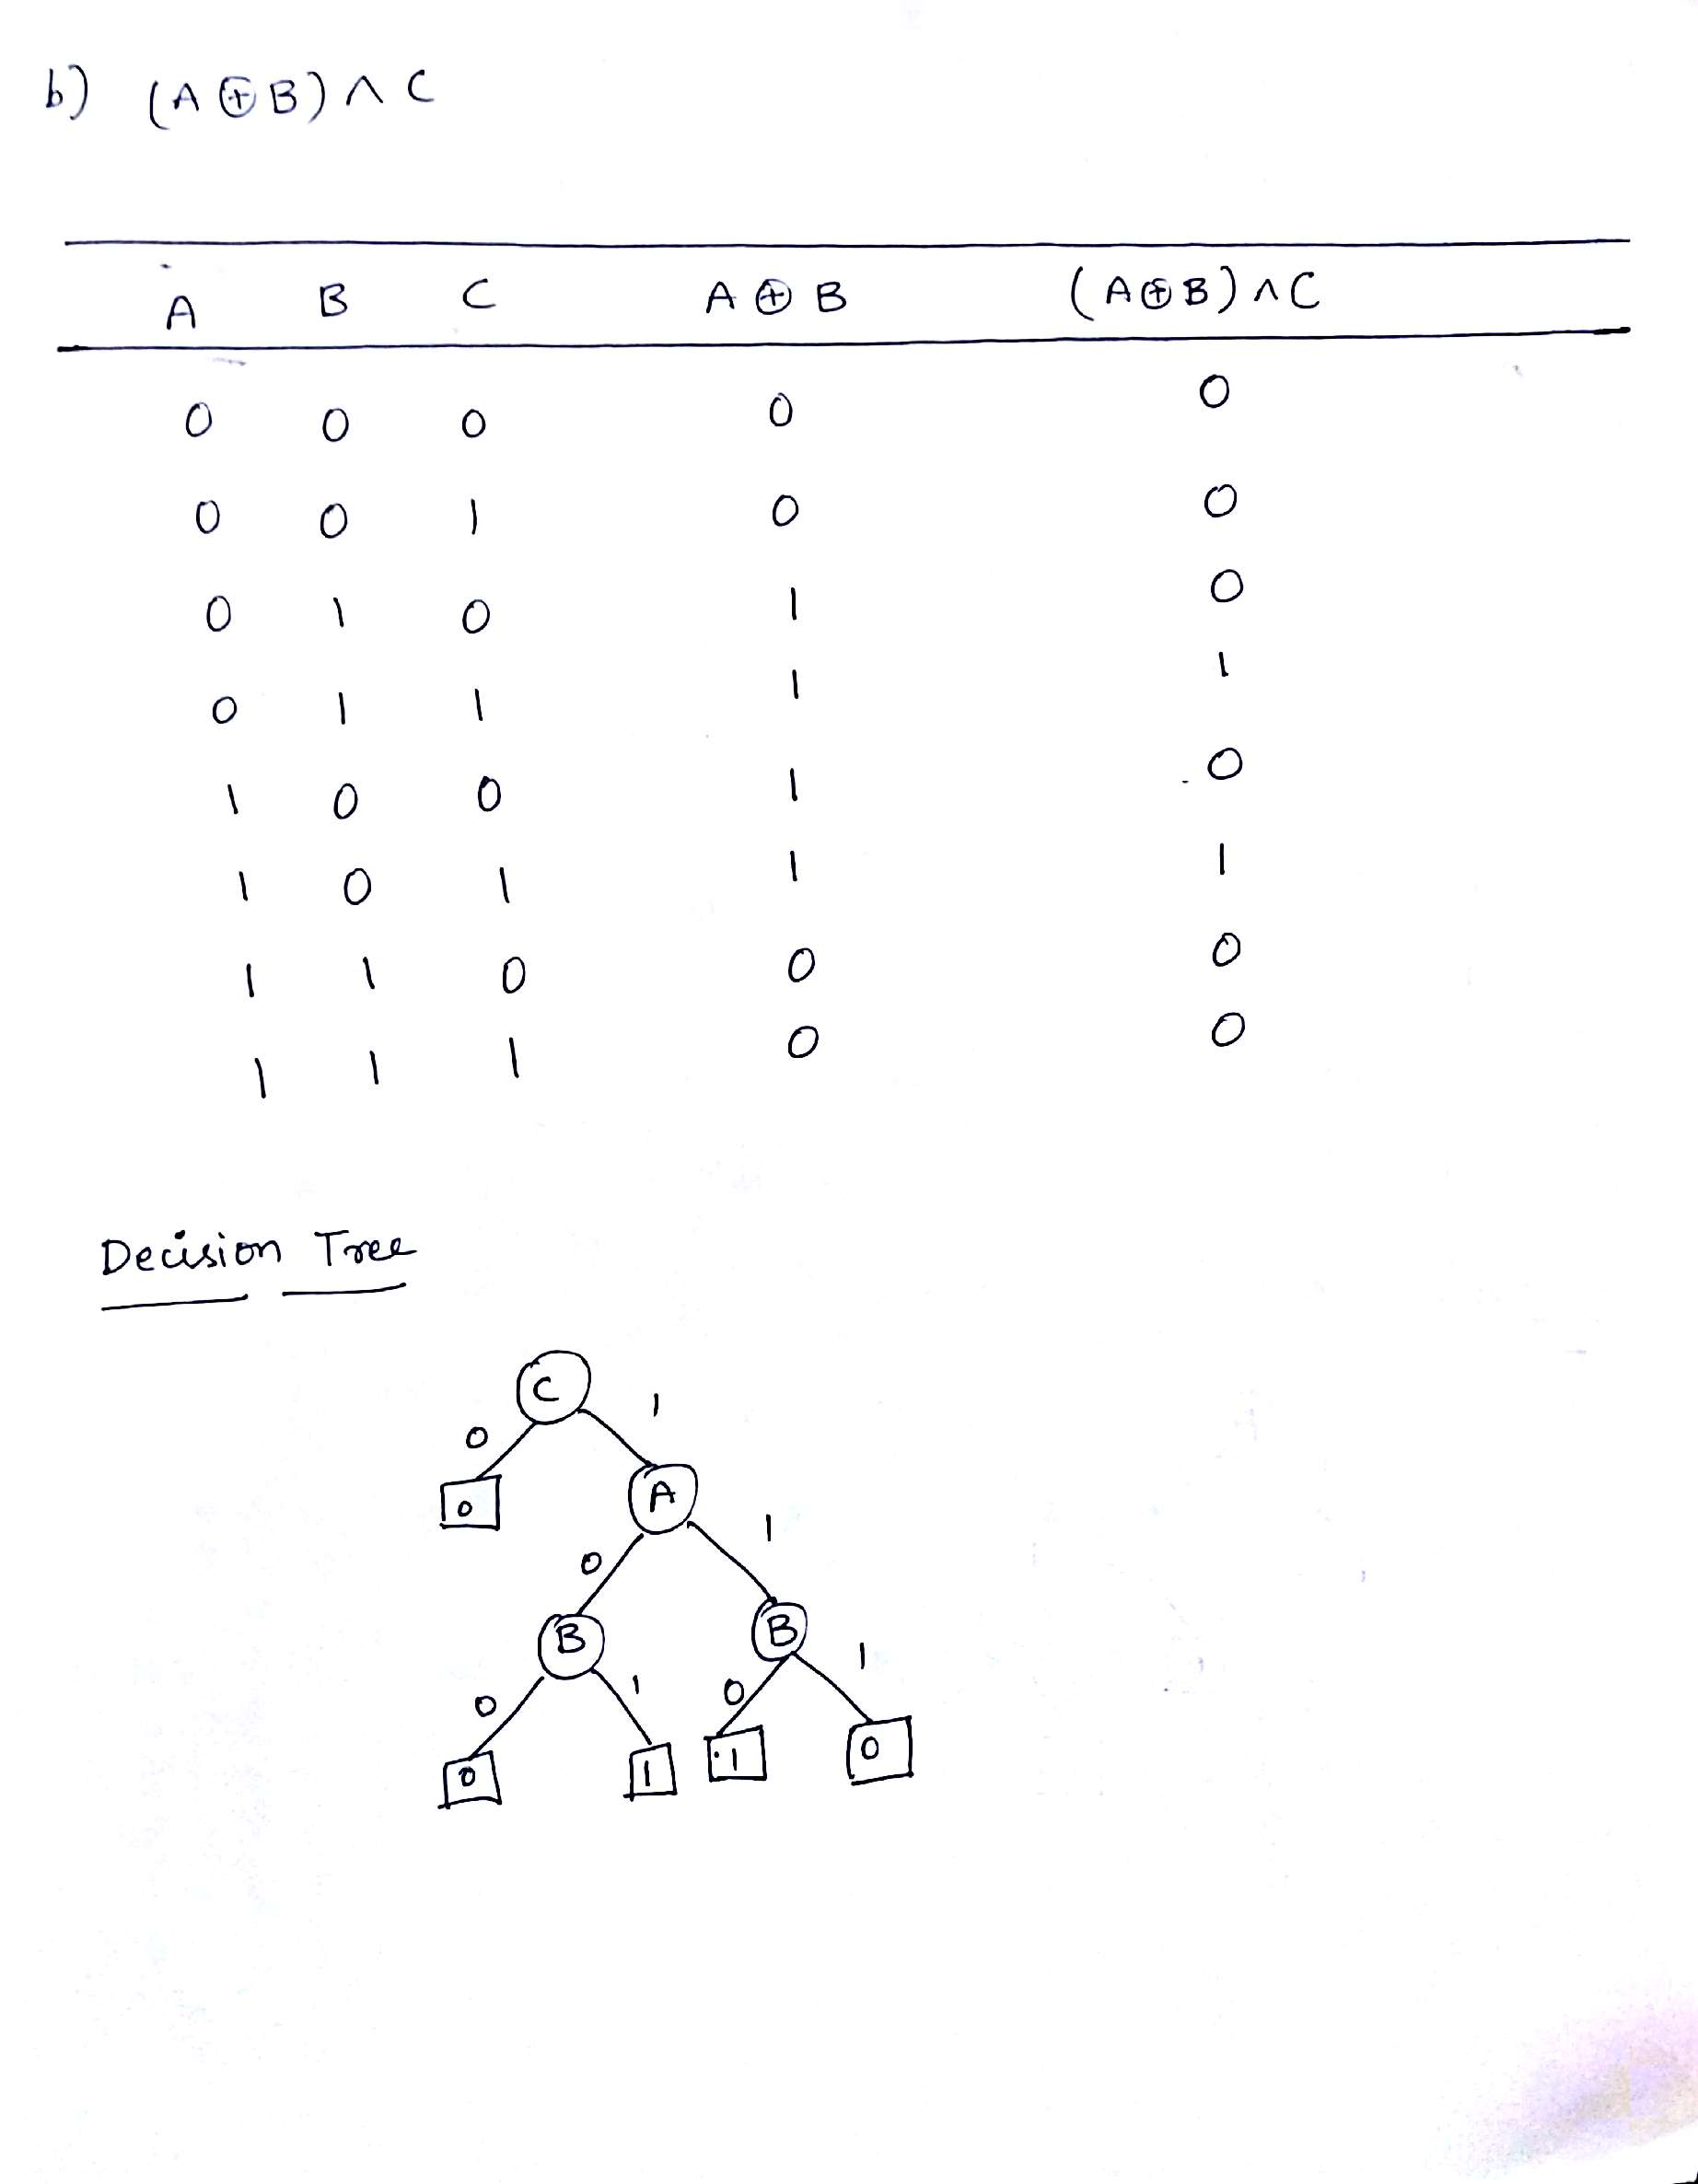 b) (A ⊕ B) ∧ C
A B C A ⊕ B (A ⊕ B) ∧ C
0 0 0 0 0
0 0 1 0 0
0 1 0 1 0
0 1 1 1 1
1 0 0 1 0
1 0 1 1 1
1 1 0 0 0
1 1 1 0 0
Decision Tree
C
0 1
0 A
0 1
B B
0 1 0 1
0 1 1 0